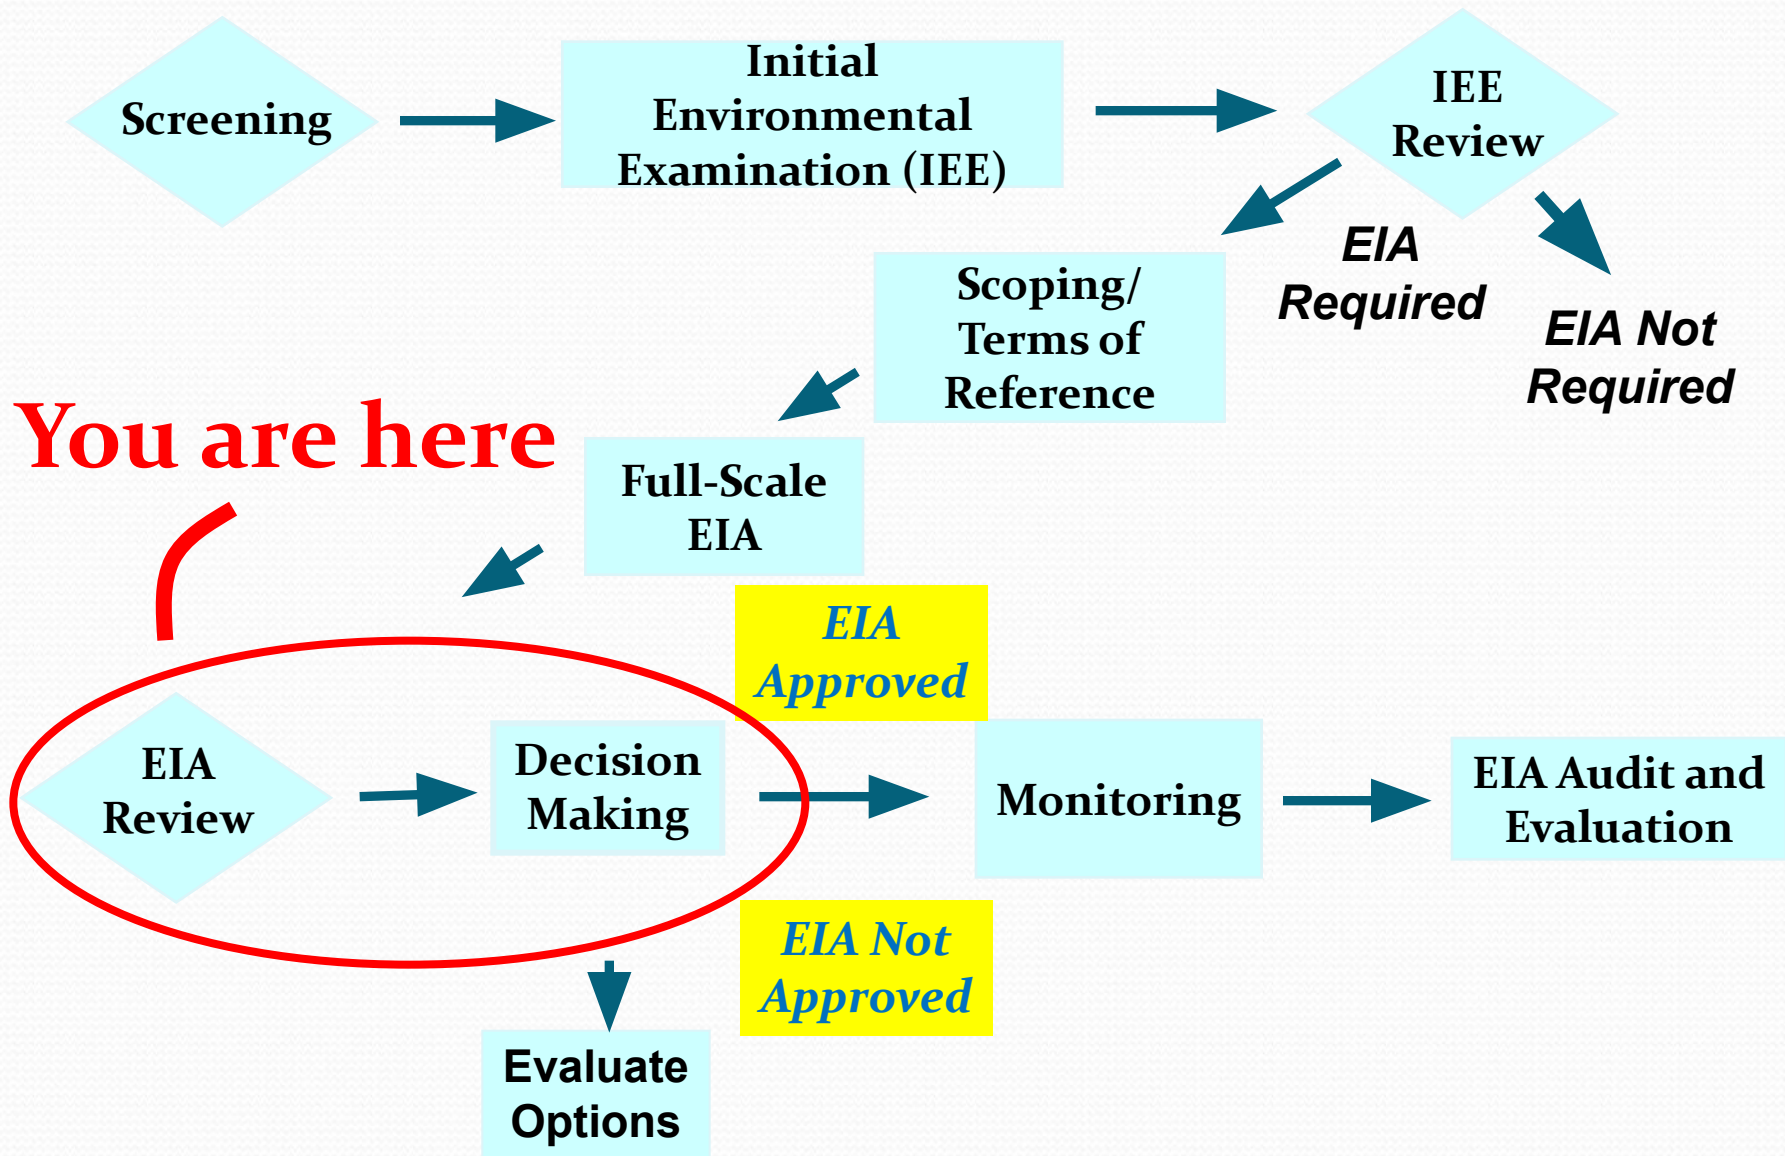 Screening
Initial
Environmental
Examination (IEE)
IEE
Review
EIA
Required
EIA Not
Required
Scoping/
Terms of
Reference
You are here
Full-Scale
EIA
EIA
Approved
EIA
Review
Decision
Making
Monitoring
EIA Audit and
Evaluation
EIA Not
Approved
Evaluate
Options